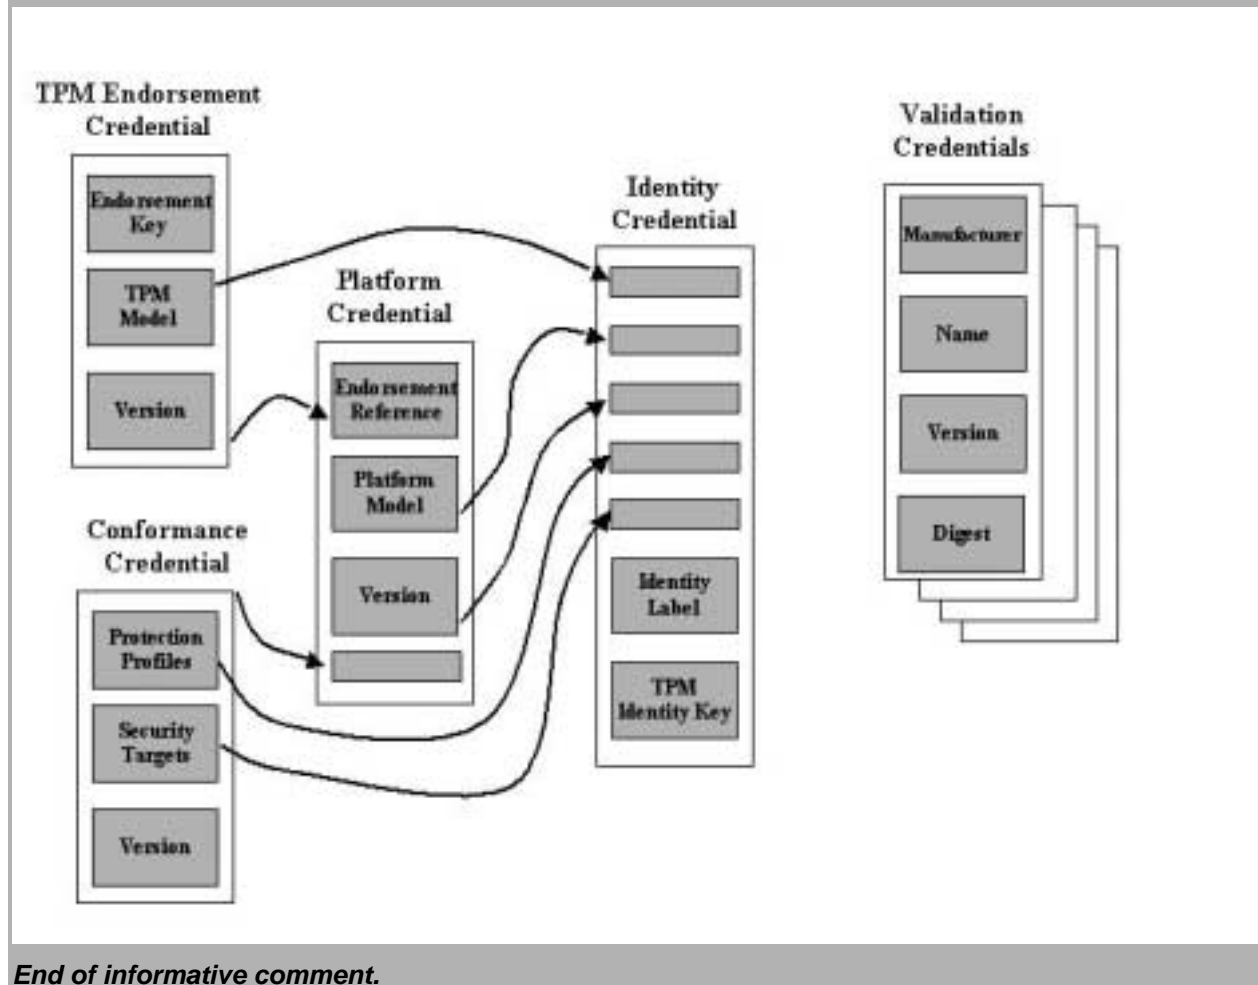 TPM Endorsement
Credential
Endorsement
Key
TPM
Model
Version
Conformance
Credential
Protection
Profiles
Security
Targets
Version
Platform
Credential
Endorsement
Reference
Platform
Model
Version
Identity
Credential
Identity
Label
TPM
Identity Key
Validation
Credentials
Manufacturer
Name
Version
Digest
End of informative comment.